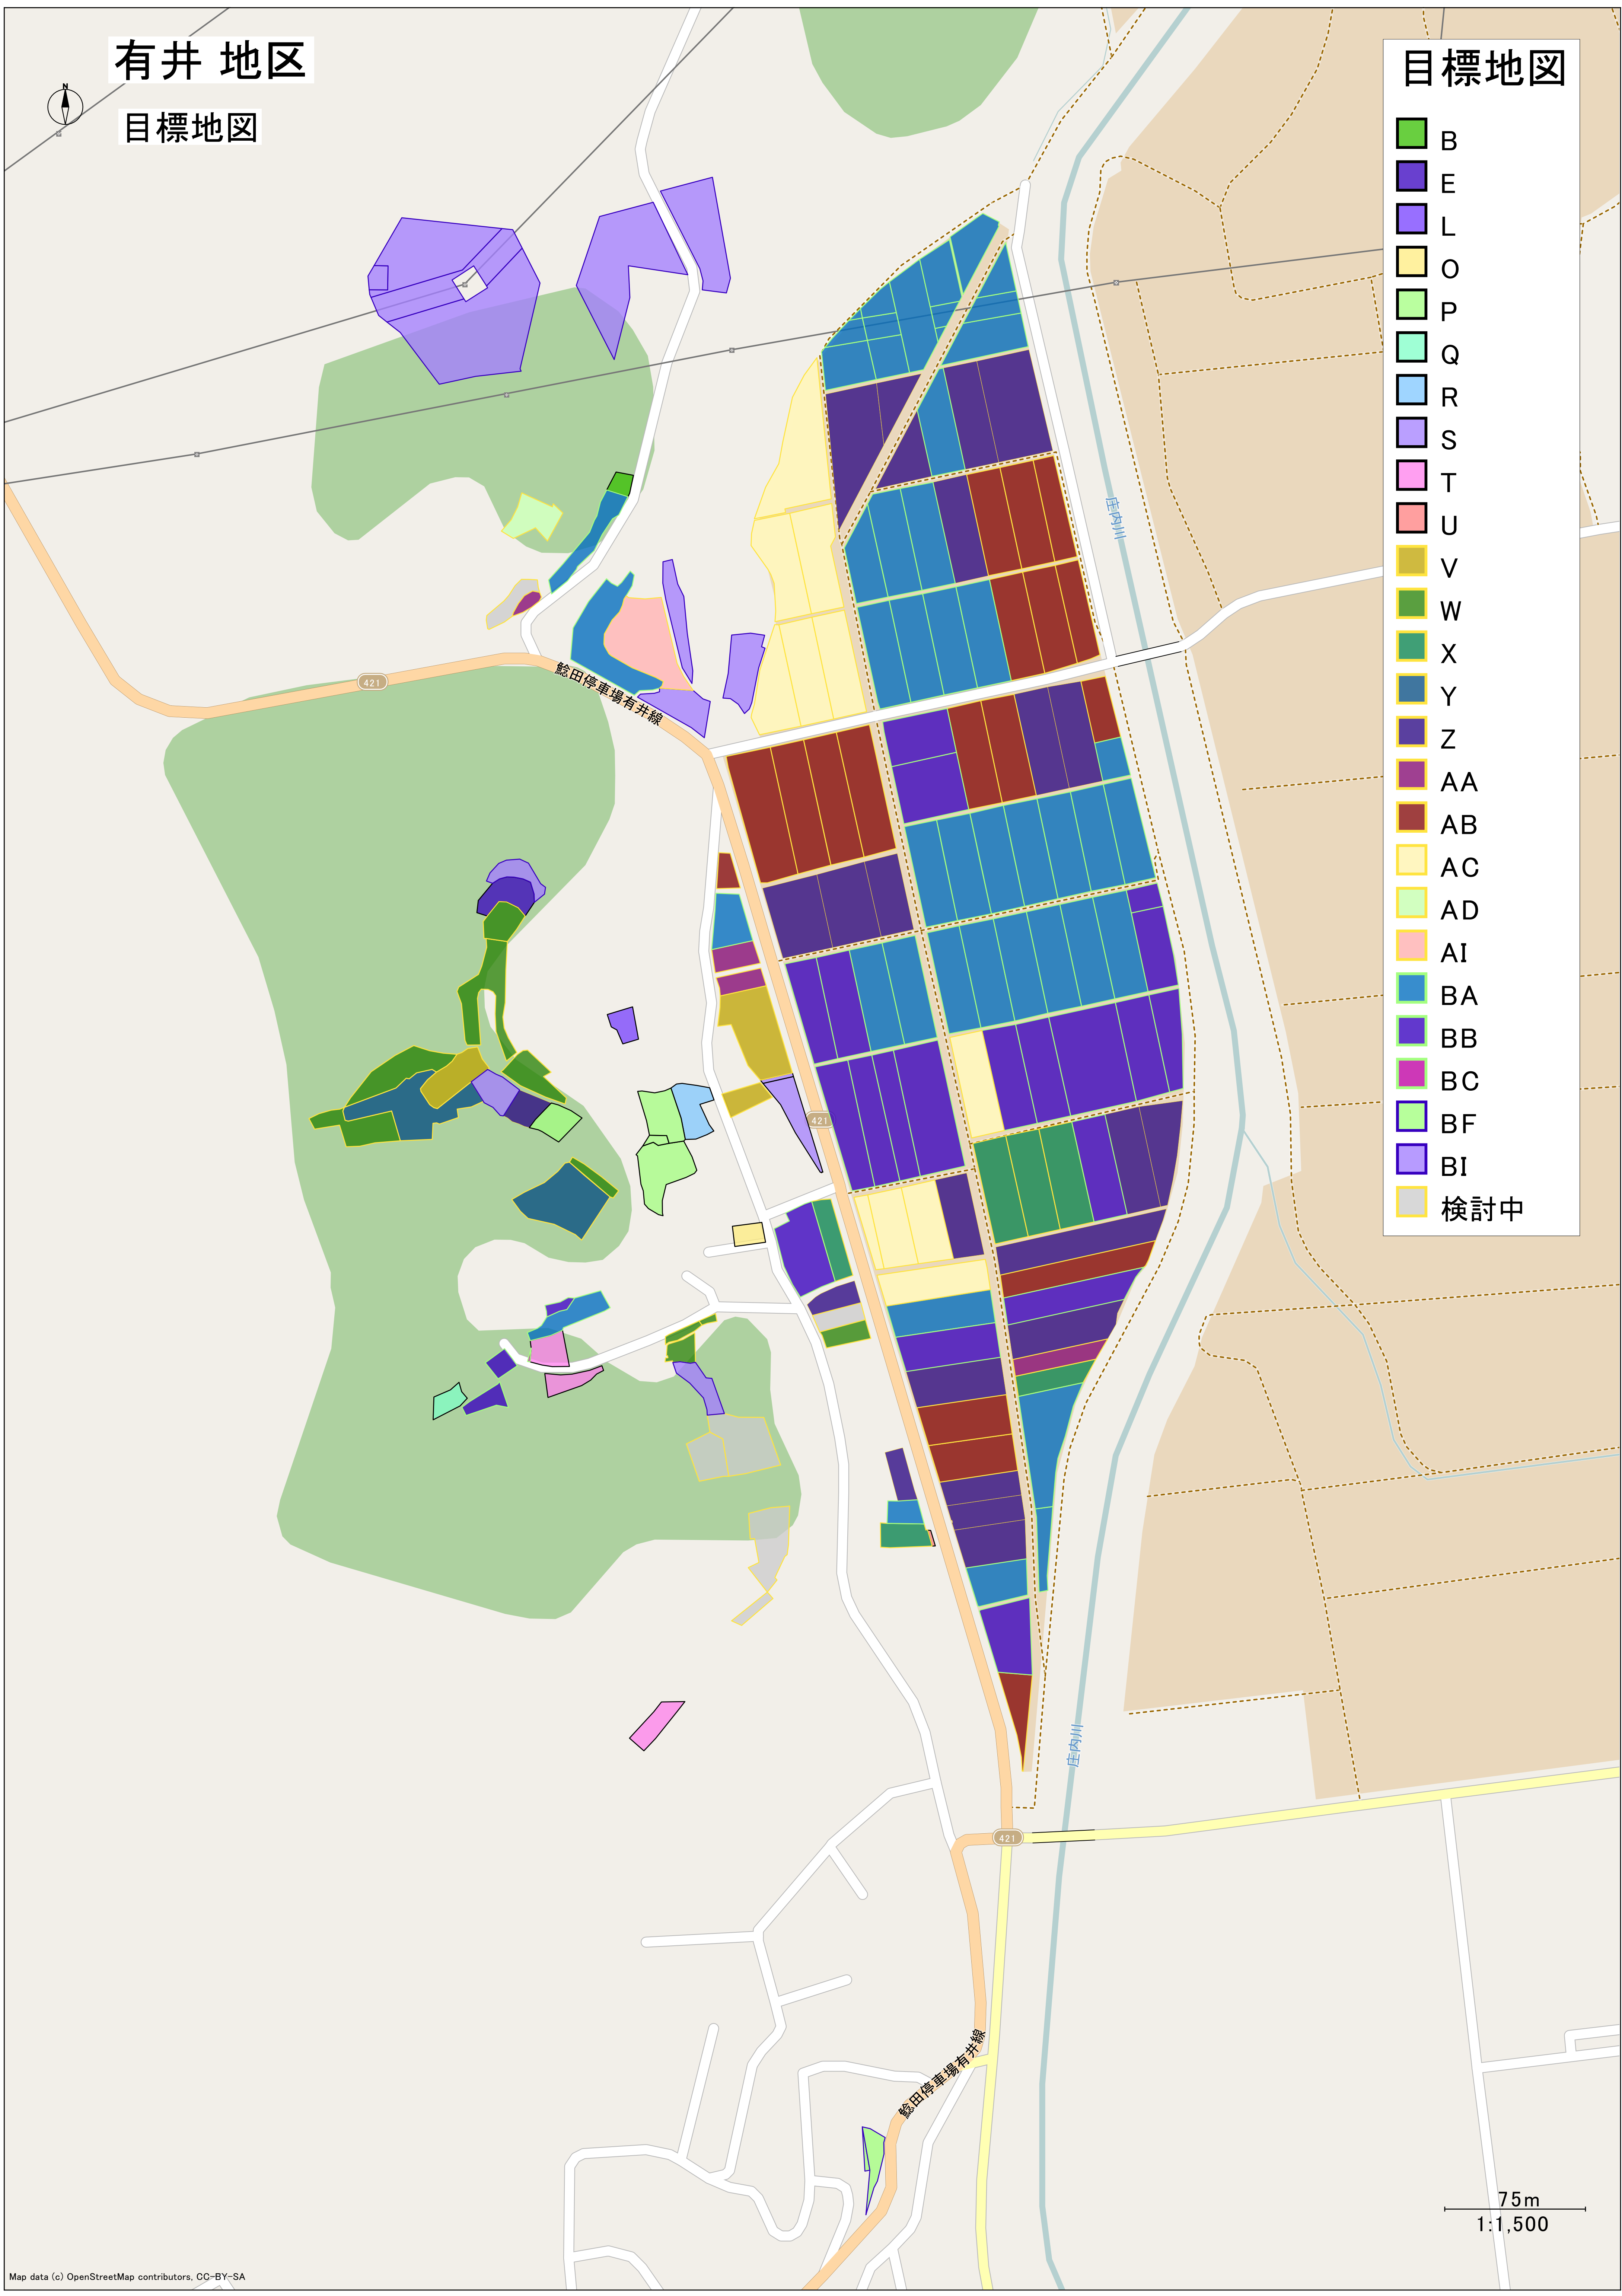 有井 地区
目標地図
N
目標地図
B
E
L
O
P
Q
R
S
T
U
V
W
X
Y
Z
AA
AB
AC
AD
AI
BA
BB
BC
BF
BI
検討中
庄内川
421
鯰田停車場有井線
421
庄内川
421
鯰田停車場有井線
75m
1:1,500
Map data (c) OpenStreetMap contributors, CC-BY-SA